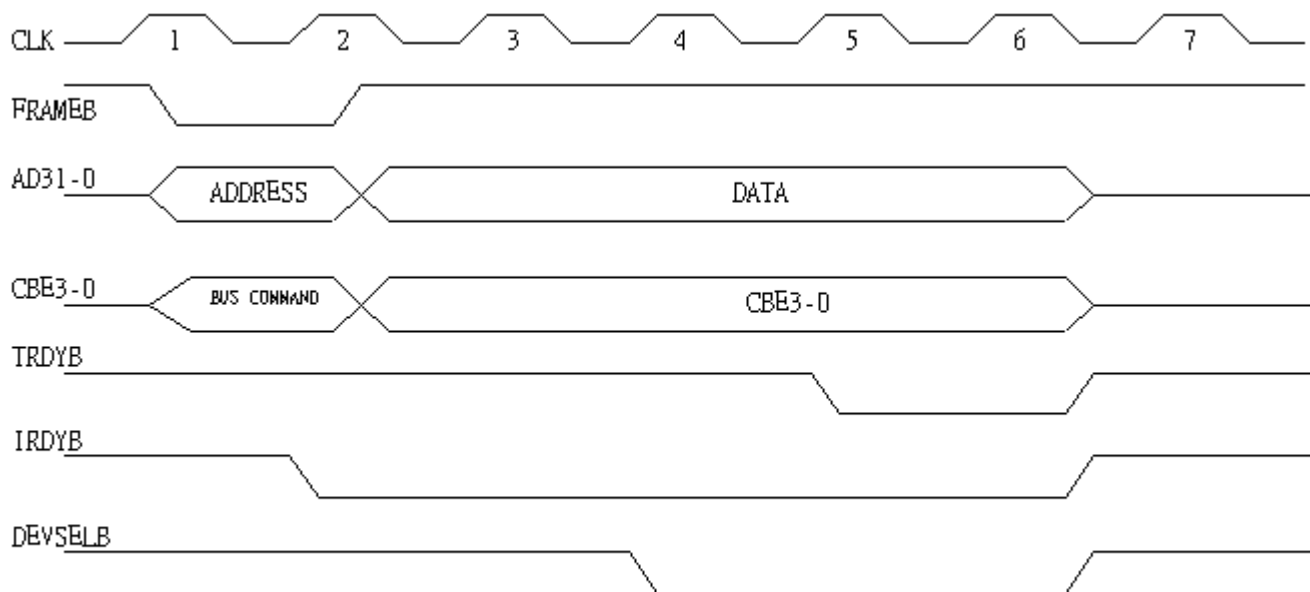 CLK 1 2 3 4 5 6 7
FRAMEB
AD31-0 ADDRESS DATA
CBE3-0 BUS COMMAND CBE3-0
TRDYB
IRDYB
DEVSELB